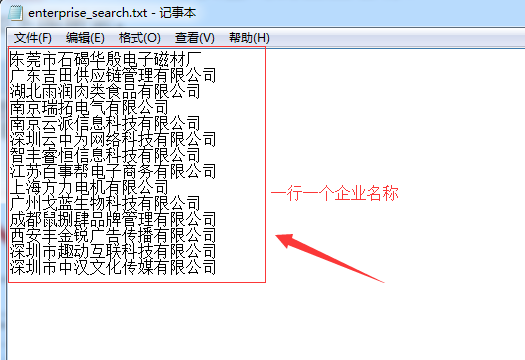 enterprise_search.txt - 记事本
文件(F) 编辑(E) 格式(O) 查看(V) 帮助(H)
东莞市石碣华殷电子磁材厂
广东吉田供应链管理有限公司
湖北雨润肉类食品有限公司
南京瑞拓电气有限公司
南京云派信息科技有限公司
深圳云中为网络科技有限公司
智丰睿恒信息科技有限公司
江苏百事帮电子商务有限公司
上海方力电机有限公司
广州戈蓝生物科技有限公司
成都鼠捌肆品牌管理有限公司
西安丰金锐广告传播有限公司
深圳市趣动互联科技有限公司
深圳市中汉文化传媒有限公司
一行一个企业名称